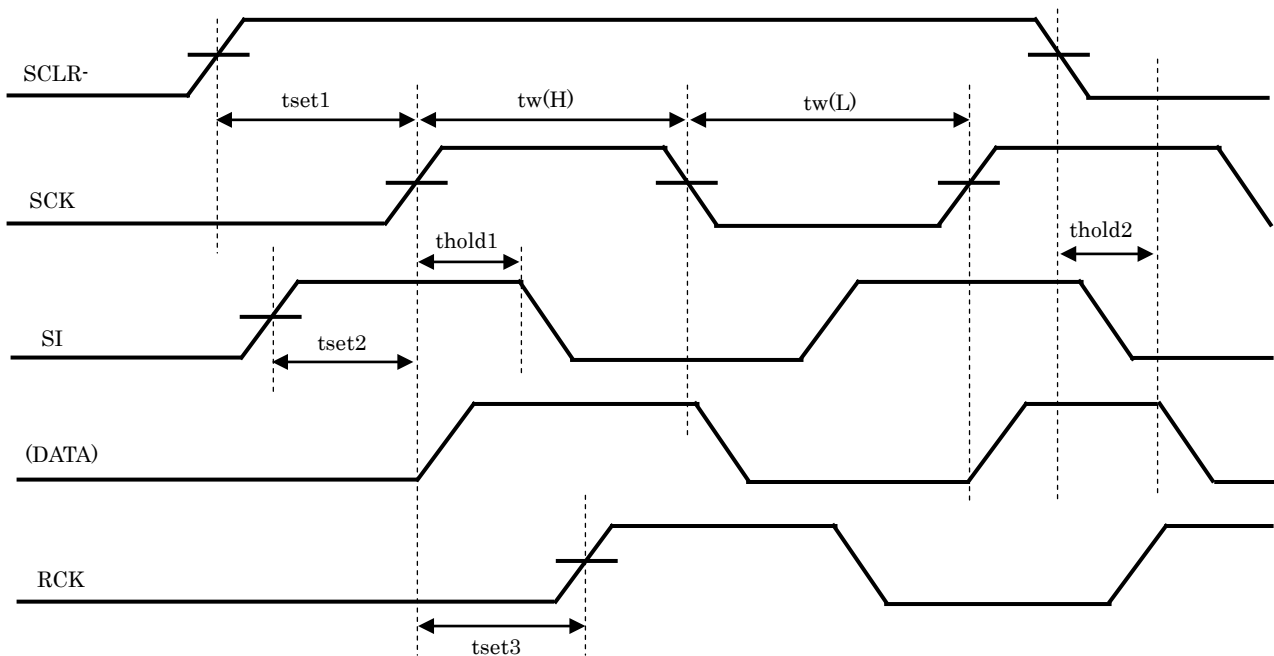 SCLR-
tset1
tw(H)
tw(L)
SCK
thold1
thold2
SI
tset2
(DATA)
RCK
tset3